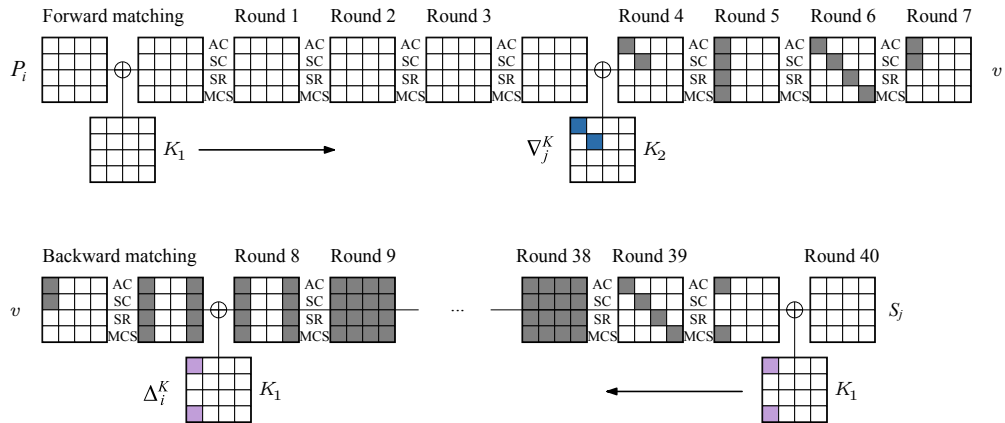 Forward matching Round 1 Round 2 Round 3 Round 4 Round 5 Round 6 Round 7
AC AC AC AC AC AC AC
SC SC SC SC SC SC SC
P_i SR SR SR SR SR SR SR v
MCS MCS MCS MCS MCS MCS MCS
K_1 ∇_j^K K_2
Backward matching Round 8 Round 9 Round 38 Round 39 Round 40
AC AC AC AC
SC SC SC SC
v SR SR ... SR SR S_j
MCS MCS MCS MCS
Δ_i^K K_1 K_1